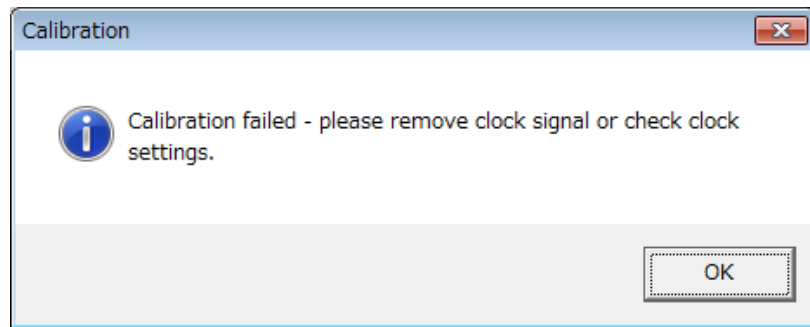 Calibration
Calibration failed - please remove clock signal or check clock
settings.
OK